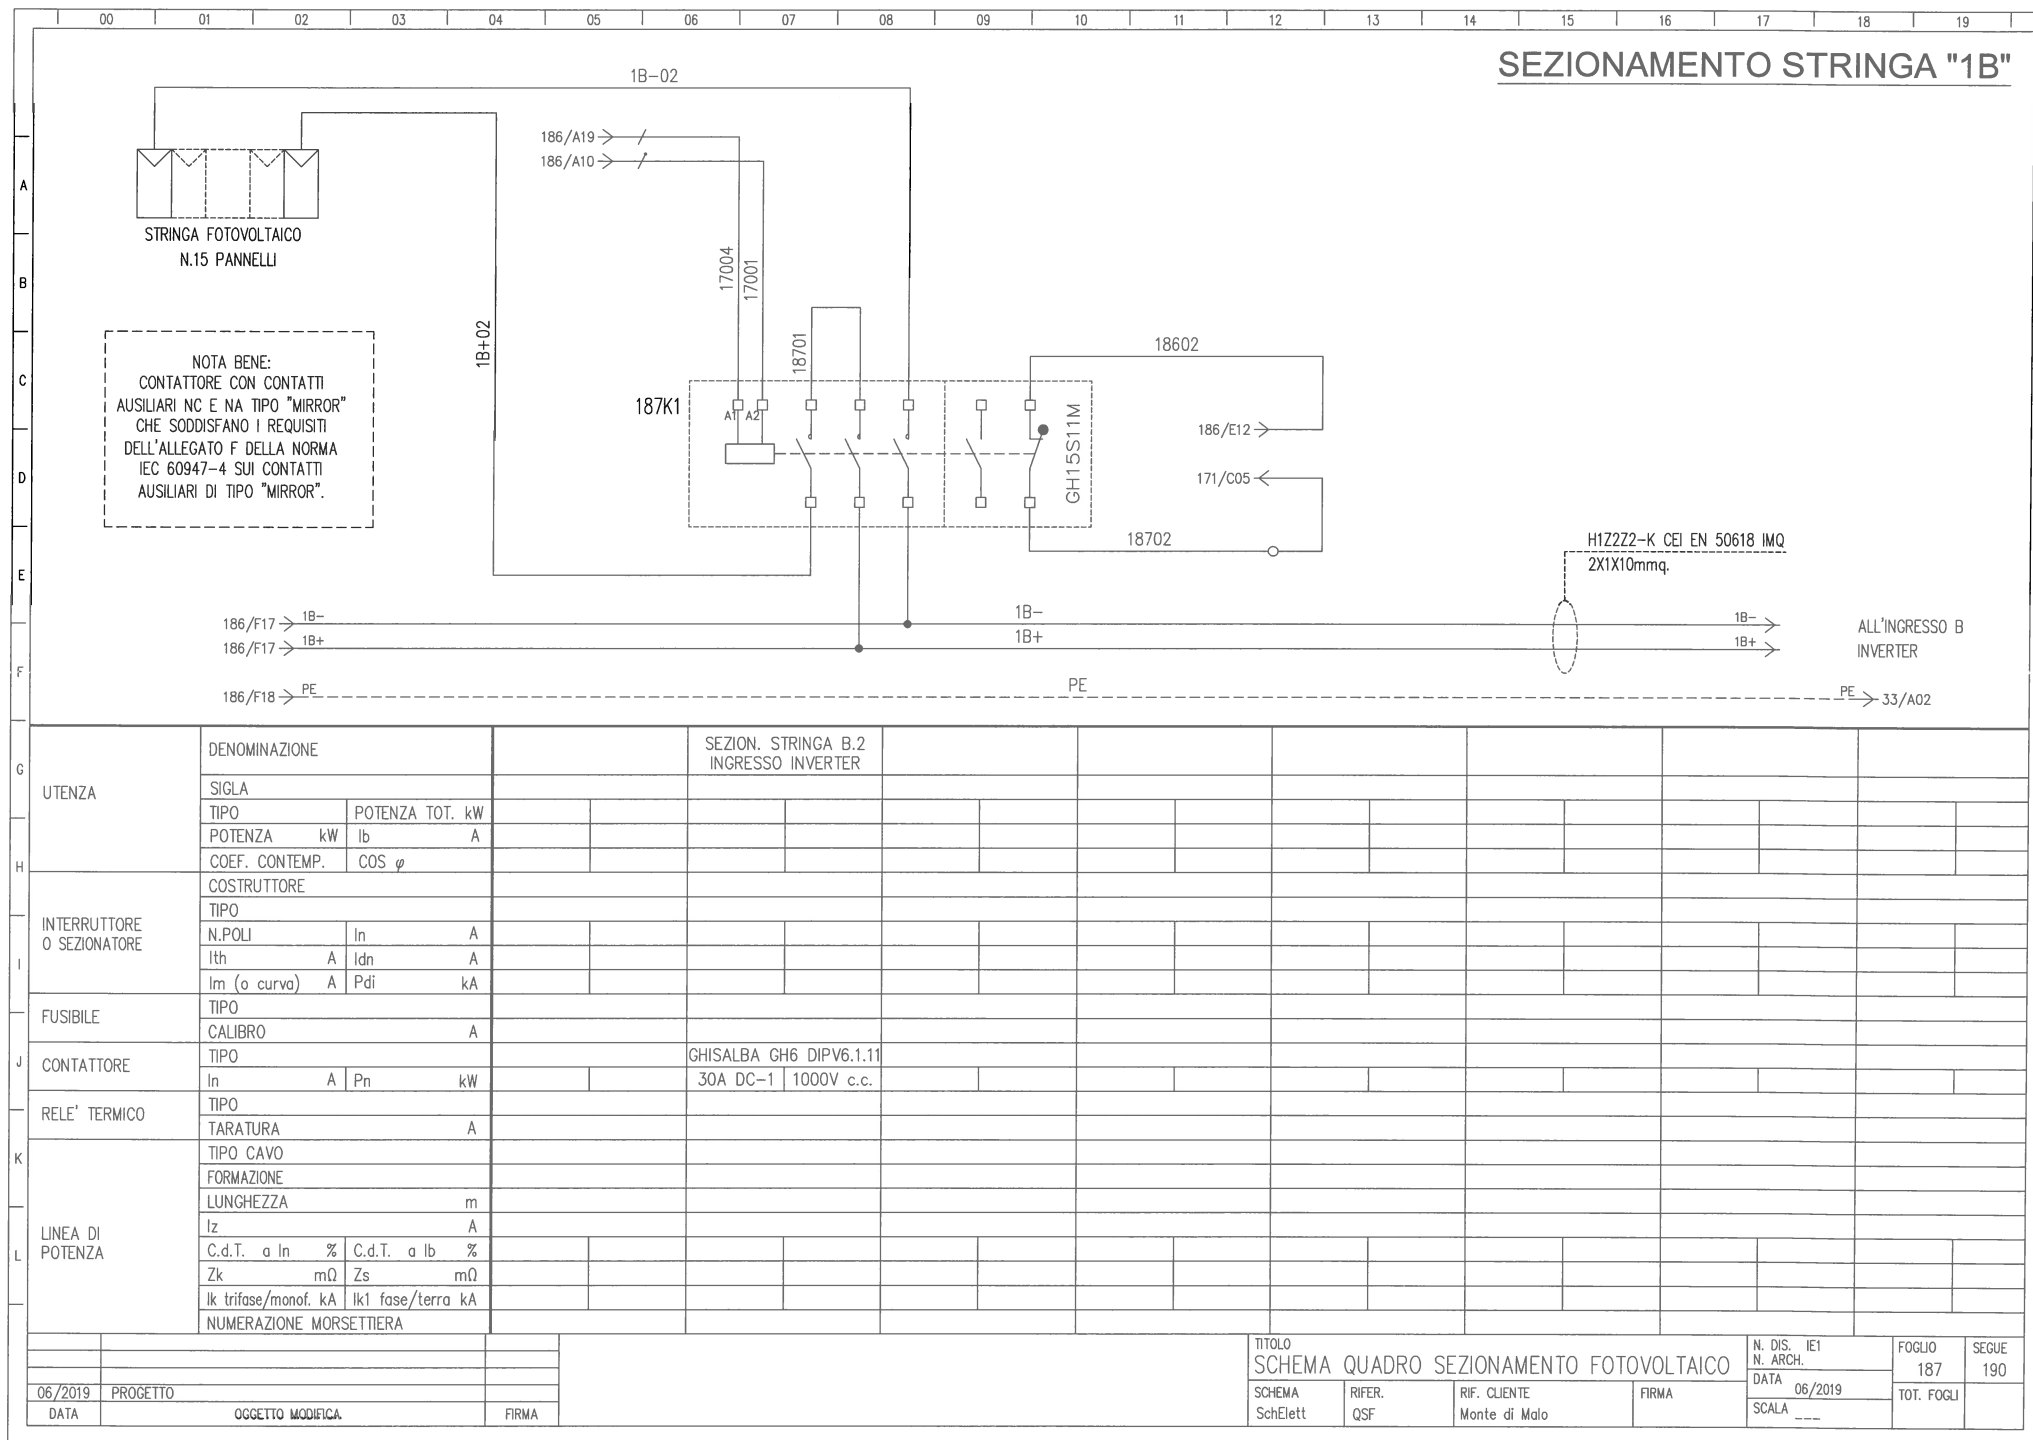 00 01 02 03 04 05 06 07 08 09 10 11 12 13 14 15 16 17 18 19
SEZIONAMENTO STRINGA "1B"
1B-02
186/A19
186/A10
A
STRINGA FOTOVOLTAICO
N.15 PANNELLI
B
17004
17001
1B+02
18701
18602
NOTA BENE:
CONTATTORE CON CONTATTI
AUSILIARI NC E NA TIPO "MIRROR"
CHE SODDISFANO I REQUISITI
DELL'ALLEGATO F DELLA NORMA
IEC 60947-4 SUI CONTATTI
AUSILIARI DI TIPO "MIRROR".
C
187K1
A1 A2
GH15S11M
186/E12
D
171/C05
18702
H1Z2Z2-K CEI EN 50618 IMQ
2X1X10mmq.
E
186/F17 1B- 1B- 1B-
186/F17 1B+ 1B+ 1B+
ALL'INGRESSO B
INVERTER
F
186/F18 PE PE PE 33/A02
G
UTENZA
DENOMINAZIONE
SEZION. STRINGA B.2
INGRESSO INVERTER
SIGLA
TIPO POTENZA TOT. kW
POTENZA kW Ib A
H
COEF. CONTEMP. COS φ
INTERRUTTORE
O SEZIONATORE
COSTRUTTORE
TIPO
N.POLI In A
I
Ith A Idn A
Im (o curva) A Pdi kA
FUSIBILE
TIPO
CALIBRO A
J
CONTATTORE
TIPO GHISALBA GH6 DIPV6.1.11
In A Pn kW 30A DC-1 1000V c.c.
RELE' TERMICO
TIPO
TARATURA A
K
LINEA DI
POTENZA
TIPO CAVO
FORMAZIONE
LUNGHEZZA m
Iz A
L
C.d.T. a In % C.d.T. a Ib %
Zk mΩ Zs mΩ
Ik trifase/monof. kA Ik1 fase/terra kA
NUMERAZIONE MORSETTIERA
06/2019 PROGETTO
DATA OGGETTO MODIFICA. FIRMA
TITOLO
SCHEMA QUADRO SEZIONAMENTO FOTOVOLTAICO
SCHEMA
SchElett
RIFER.
QSF
RIF. CLIENTE
Monte di Malo
FIRMA
N. DIS. IE1
N. ARCH.
DATA
06/2019
SCALA ---
FOGLIO
187
SEGUE
190
TOT. FOGLI